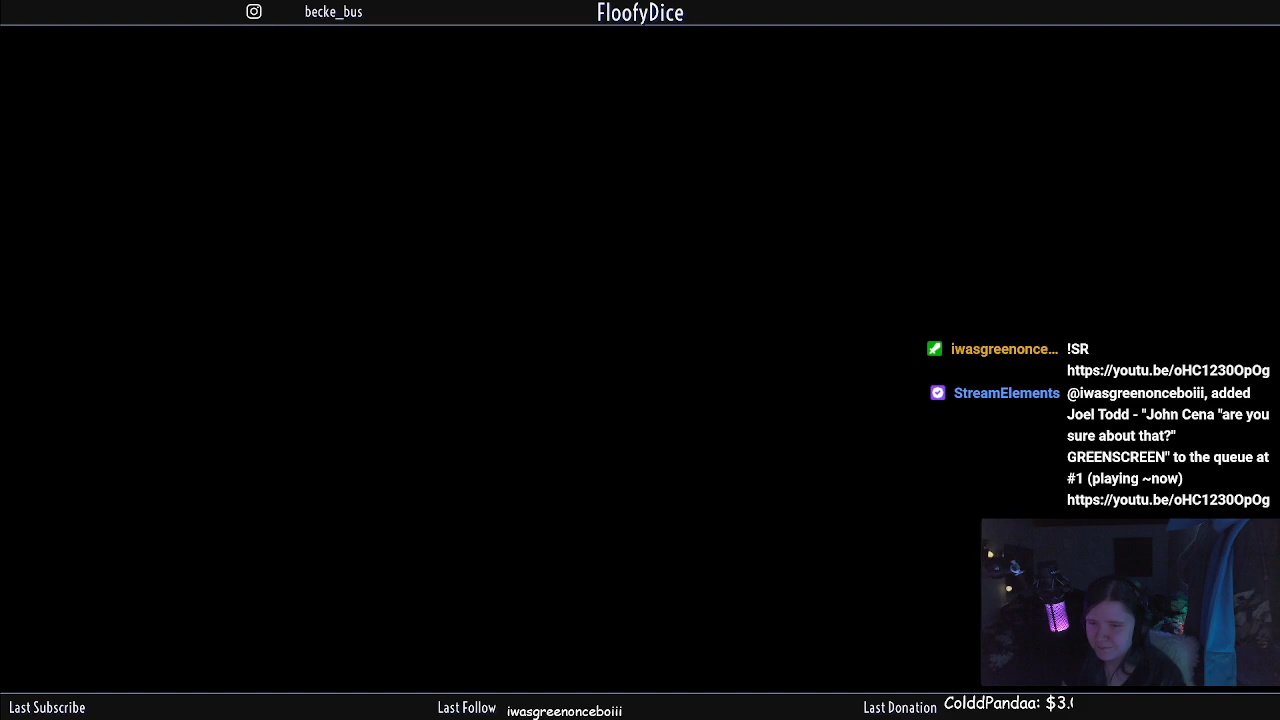 becke_bus
FloofyDice
iwasgreenonce... !SR
https://youtu.be/oHC1230OpOg
StreamElements @iwasgreenonceboiii, added
Joel Todd - "John Cena "are you
sure about that?"
GREENSCREEN" to the queue at
#1 (playing ~now)
https://youtu.be/oHC1230OpOg
Last Subscribe
Last Follow iwasgreenonceboiii
Last Donation ColddPandaa: